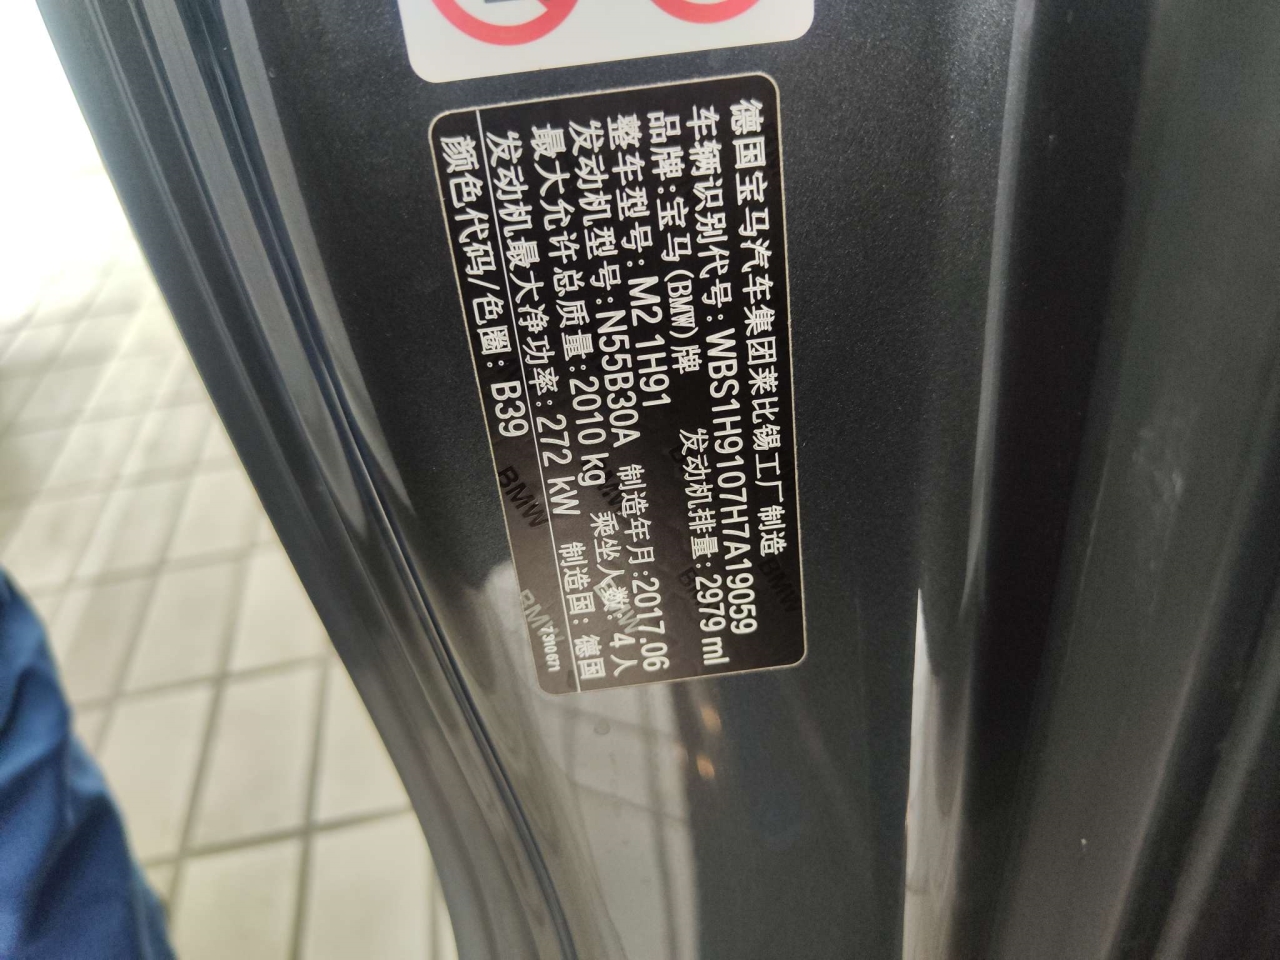 德国宝马汽车集团莱比锡工厂制造
车辆识别代号: WBS1H9107H7A19059
品牌:宝马(BMW)牌 发动机排量:2979 ml
整车型号: M2 1H91
发动机型号:N55B30A 制造年月:2017.06
最大允许总质量:2010 kg 乘坐人数: 4人
发动机最大净功率:272 kW 制造国: 德国
颜色代码/色圈: B39
7310671
BMW
BMW
BMW